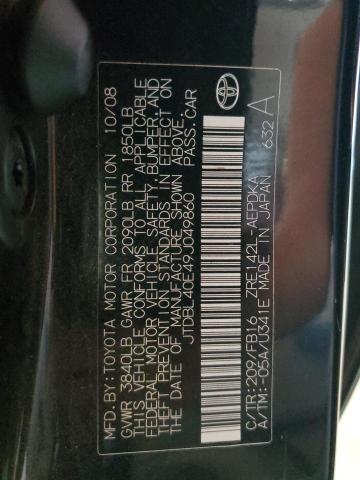 MFD. BY: TOYOTA MOTOR CORPORATION 10/08
GVWR 3840LB GAWR FR 2090LB RR 1850LB
THIS VEHICLE CONFORMS TO ALL APPLICABLE
FEDERAL MOTOR VEHICLE SAFETY, BUMPER, AND
THEFT PREVENTION STANDARDS IN EFFECT ON
THE DATE OF MANUFACTURE SHOWN ABOVE.
JTDBL40E49J049860 PASS. CAR
C/TR: 209/FB16 ZRE142L-AEPDKA
A/TM: -05A/U341E MADE IN JAPAN 632 A